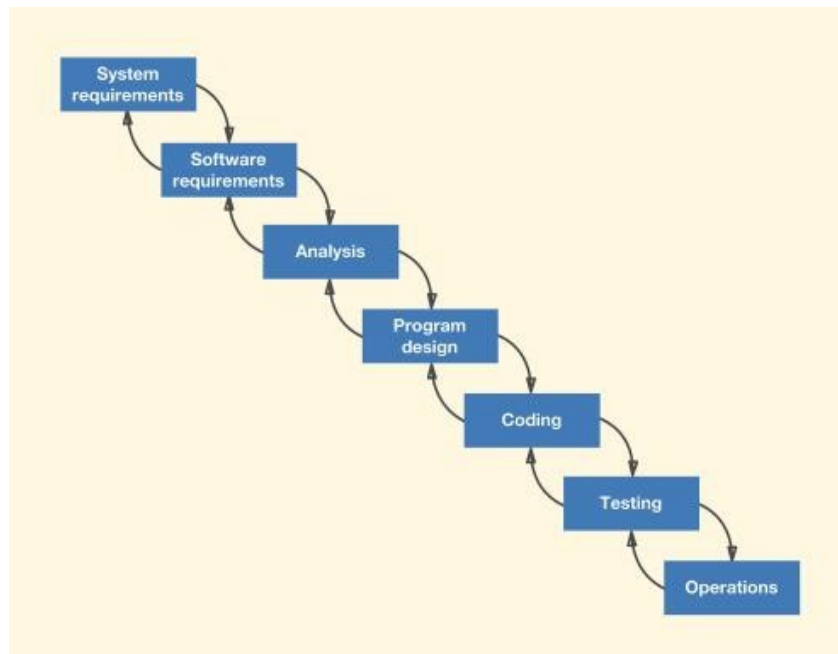 System
requirements
Software
requirements
Analysis
Program
design
Coding
Testing
Operations